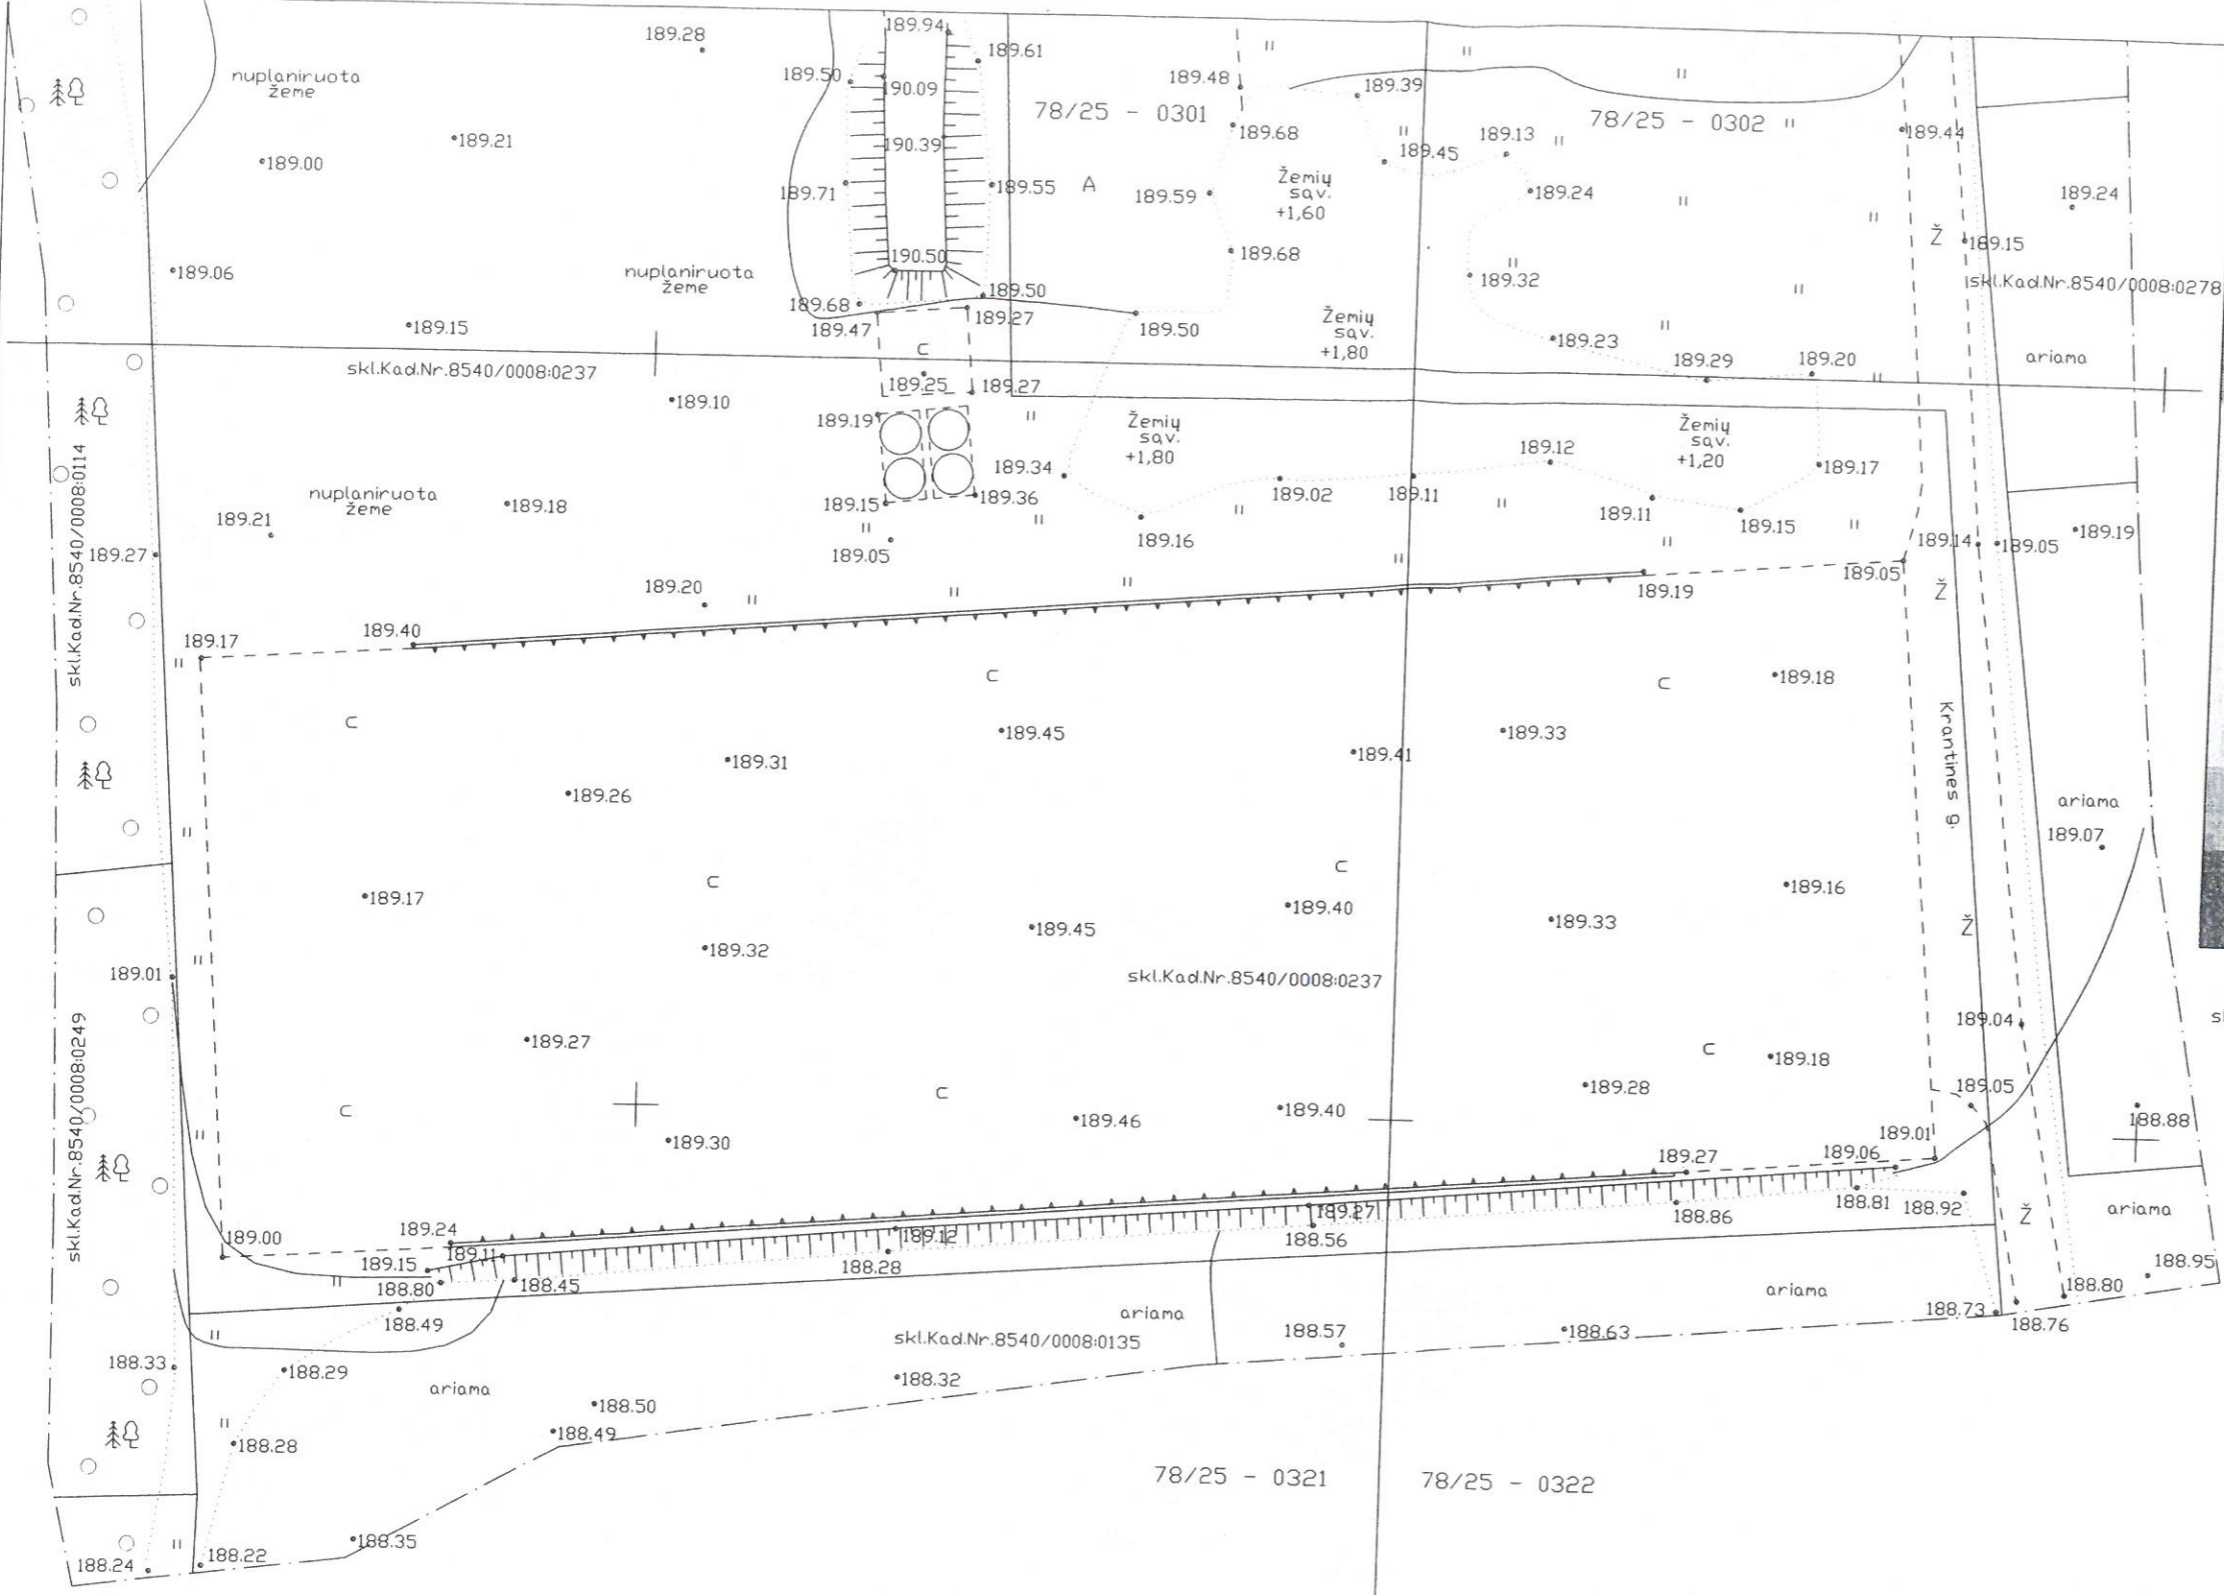 189.28
189.94
189.61
nuplaniruota
žeme
189.50
190.09
189.48
189.39
78/25 - 0301
78/25 - 0302
189.00
189.21
190.39
189.68
189.45
189.13
189.44
189.71
189.55
A
189.59
Žemių
sąv.
+1,60
189.24
189.24
189.06
nuplaniruota
žeme
190.50
189.68
189.32
Ž
189.15
skl.Kad.Nr.8540/0008:0278
189.15
189.68
189.47
189.50
189.27
189.50
Žemių
sąv.
+1,80
189.23
ariama
skl.Kad.Nr.8540/0008:0237
C
189.25
189.27
189.29
189.20
189.10
189.19
Žemių
sąv.
+1,80
Žemių
sąv.
+1,20
skl.Kad.Nr.8540/0008:0114
nuplaniruota
žeme
189.18
189.34
189.36
189.15
189.02
189.11
189.12
189.17
189.21
189.27
189.05
189.16
189.11
189.15
189.14
189.05
189.19
189.20
189.05
189.19
Ž
189.17
189.40
C
C
C
189.18
189.45
189.33
Krantines g.
189.31
189.41
189.26
ariama
189.07
C
C
189.17
189.40
189.16
189.45
189.33
189.32
189.01
skl.Kad.Nr.8540/0008:0237
Ž
skl.Kad.Nr.8540/0008:0249
189.27
189.04
sl
C
189.18
189.28
189.05
C
C
189.46
189.40
188.88
189.30
189.27
189.06
189.01
189.00
189.24
189.11
189.12
189.27
188.86
188.81
188.92
Ž
ariama
189.15
188.80
188.45
188.28
188.56
188.95
188.49
ariama
ariama
188.80
188.73
188.76
skl.Kad.Nr.8540/0008:0135
188.57
188.63
188.33
188.29
ariama
188.32
188.50
188.49
188.28
78/25 - 0321
78/25 - 0322
188.35
188.24
188.22